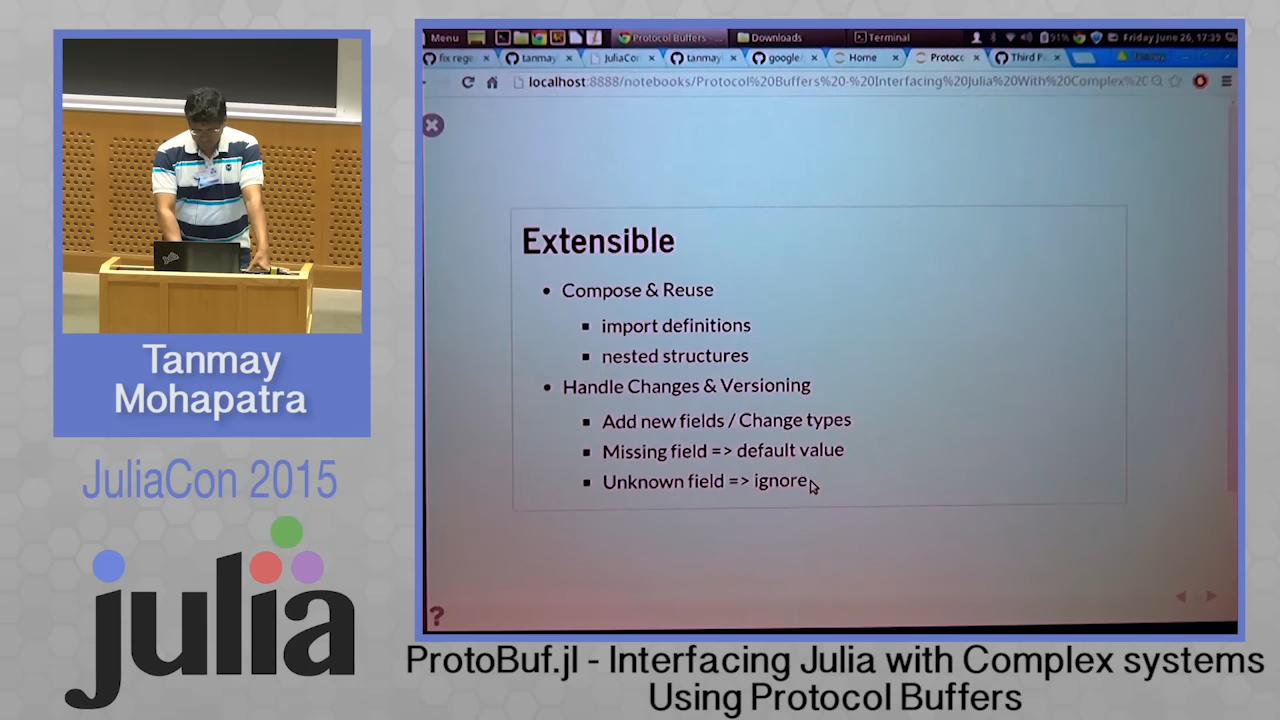 Menu
Protocol Buffers - ...
Downloads
Terminal
51%
Friday June 26, 17:35
fix rege
tanmay
JuliaCon
tanmay
google/
Home
Protoco
Third P
localhost:8888/notebooks/Protocol%20Buffers%20-%20Interfacing%20Julia%20With%20Complex%2C
Extensible
• Compose & Reuse
▪ import definitions
▪ nested structures
• Handle Changes & Versioning
▪ Add new fields / Change types
▪ Missing field => default value
▪ Unknown field => ignore
?
Tanmay
Mohapatra
JuliaCon 2015
julia
ProtoBuf.jl - Interfacing Julia with Complex systems
Using Protocol Buffers